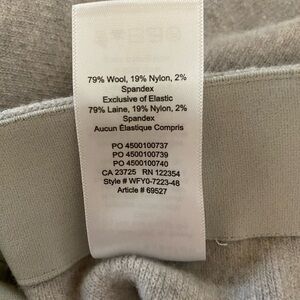 79% Wool, 19% Nylon, 2%
Spandex
Exclusive of Elastic
79% Laine, 19% Nylon, 2%
Spandex
Aucun Élastique Compris
PO 4500100737
PO 4500100739
PO 4500100740
CA 23725 RN 122354
Style # WFY0-7223-48
Article # 69527